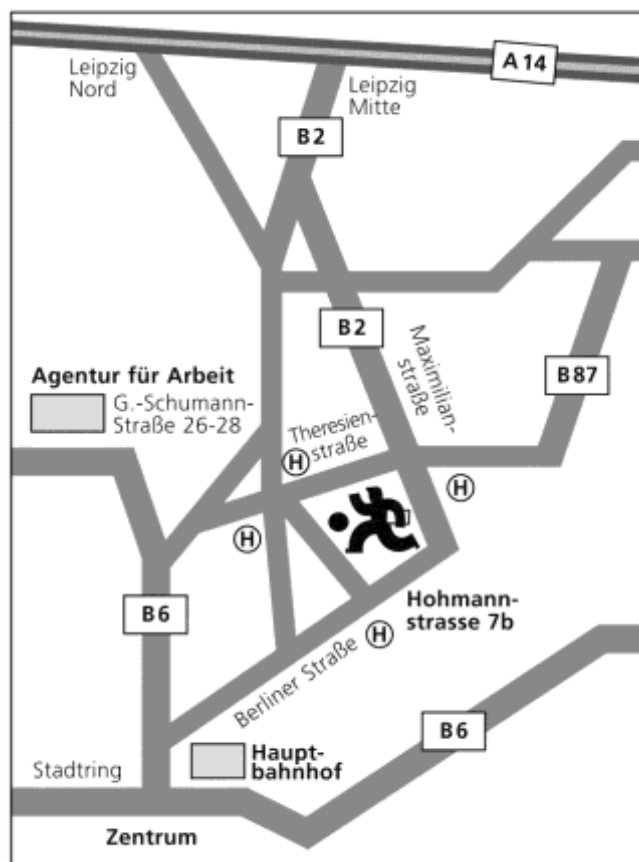 A 14
Leipzig
Nord
Leipzig
Mitte
B 2
B 2
Maximilian-
straße
B 87
Agentur für Arbeit
G.-Schumann-
Straße 26-28
Theresien-
straße
H
H
H
B 6
Hohmann-
strasse 7b
H
Berliner Straße
B 6
Haupt-
bahnhof
Stadtring
Zentrum